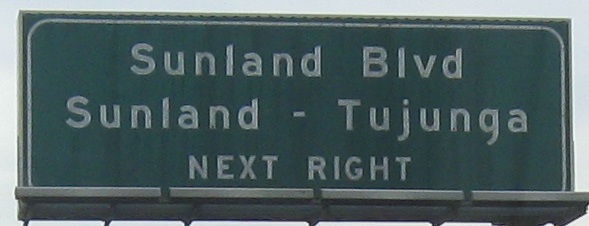 Sunland Blvd
Sunland - Tujunga
NEXT RIGHT